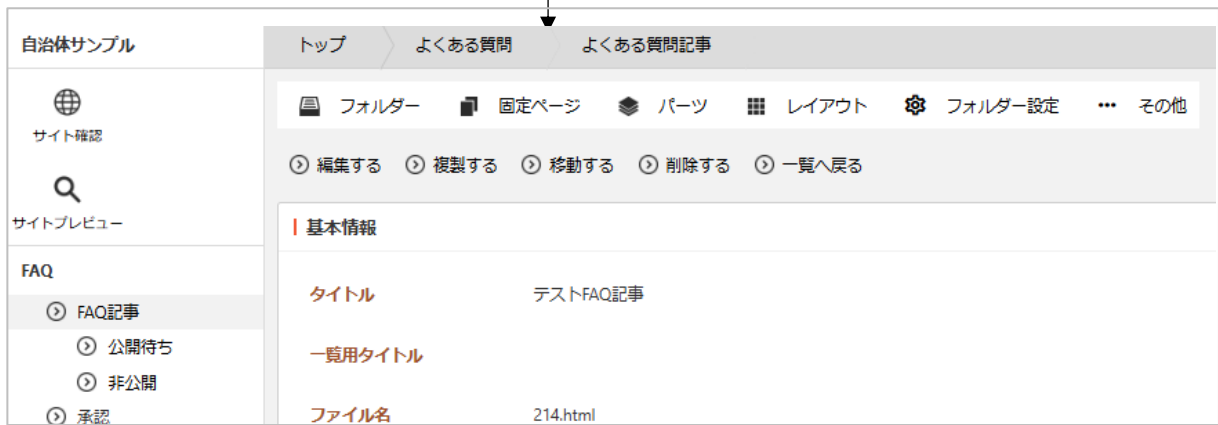 自治体サンプル
トップ よくある質問 よくある質問記事
サイト確認
サイトプレビュー
FAQ
FAQ記事
公開待ち
非公開
承認
フォルダー 固定ページ パーツ レイアウト フォルダー設定 その他
編集する 複製する 移動する 削除する 一覧へ戻る
基本情報
タイトル テストFAQ記事
一覧用タイトル
ファイル名 214.html